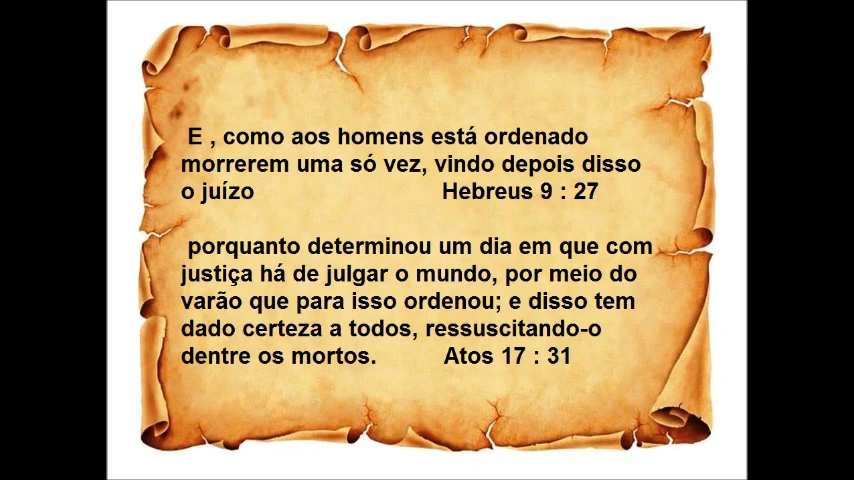 E , como aos homens está ordenado
morrerem uma só vez, vindo depois disso
o juízo Hebreus 9 : 27
porquanto determinou um dia em que com
justiça há de julgar o mundo, por meio do
varão que para isso ordenou; e disso tem
dado certeza a todos, ressuscitando-o
dentre os mortos. Atos 17 : 31